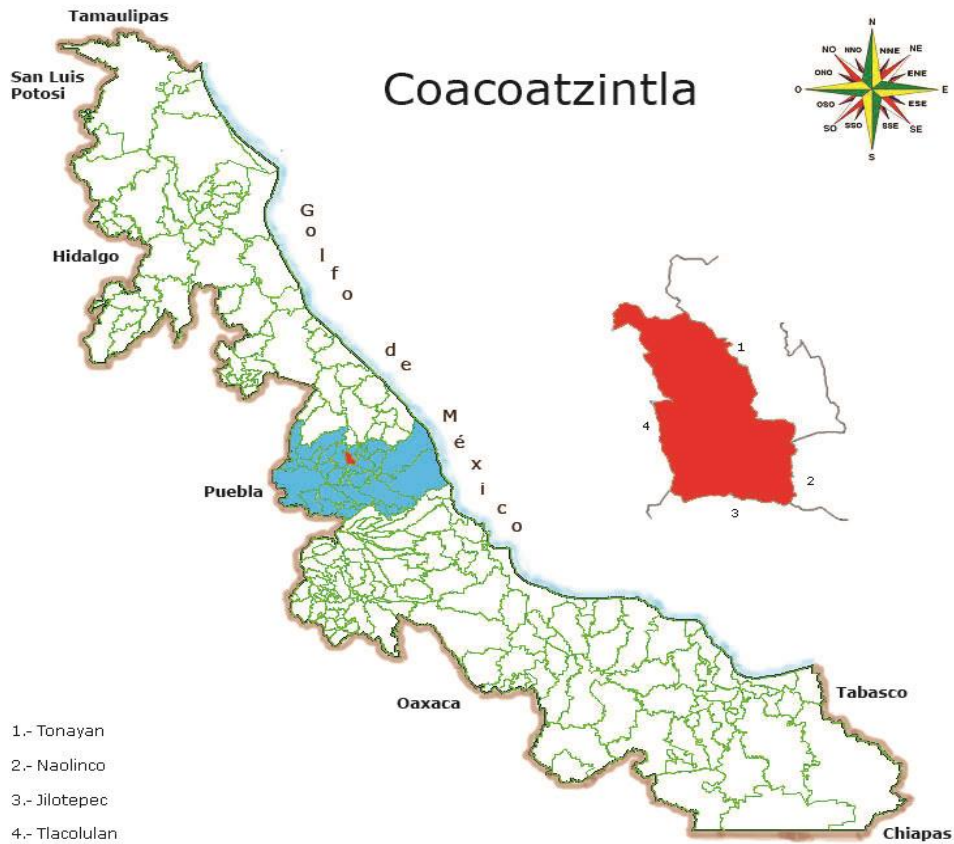 Tamaulipas
San Luis
Potosi
Coacoatzintla
N
NNO
NNE
NO
NE
ONO
ENE
O
E
OSO
ESE
SO
SSO
SSE
SE
S
Golfo de México
Hidalgo
Puebla
Oaxaca
Tabasco
Chiapas
1
4
2
3
1.- Tonayan
2.- Naolinco
3.- Jilotepec
4.- Tlacolulan